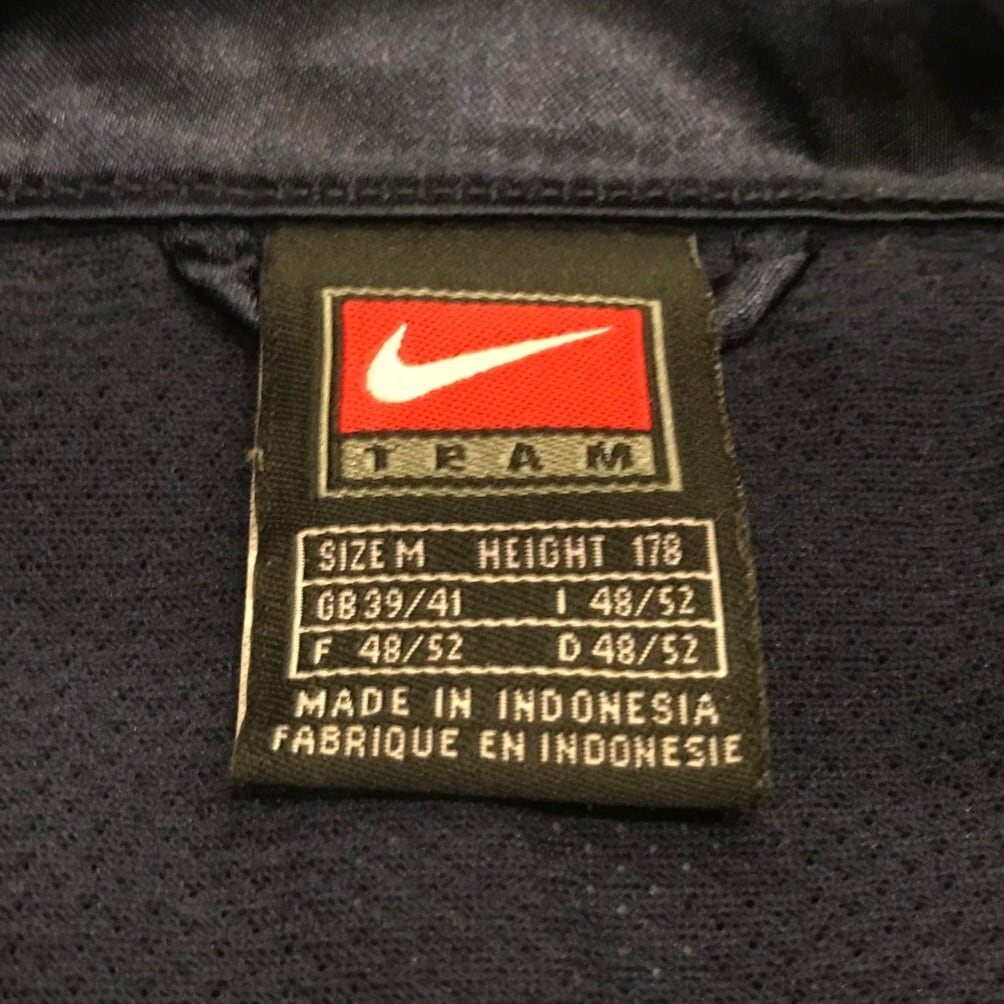 TEAM
SIZE M HEIGHT 178
GB 39/41 I 48/52
F 48/52 D 48/52
MADE IN INDONESIA
FABRIQUE EN INDONESIE